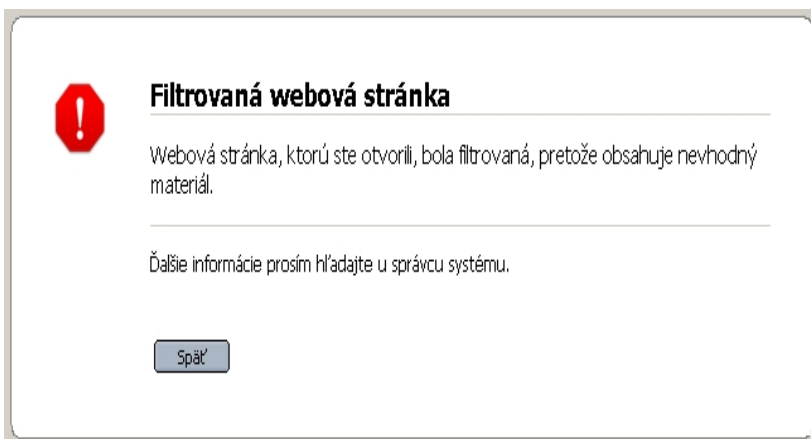 Filtrovaná webová stránka
Webová stránka, ktorú ste otvorili, bola filtrovaná, pretože obsahuje nevhodný
materiál.
Ďalšie informácie prosím hľadajte u správcu systému.
Späť